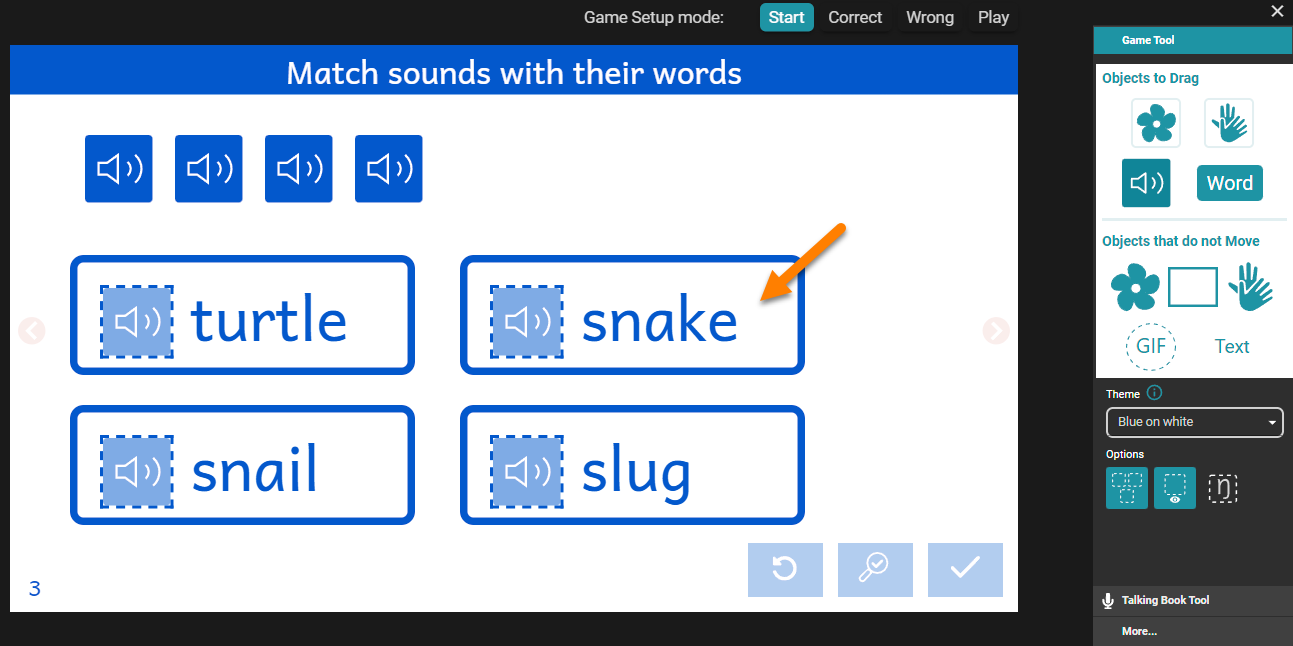 Game Setup mode: Start Correct Wrong Play
Game Tool
Match sounds with their words
turtle snake
snail slug
3
Objects to Drag
Word
Objects that do not Move
GIF Text
Theme
Blue on white
Options
ŋ
Talking Book Tool
More...